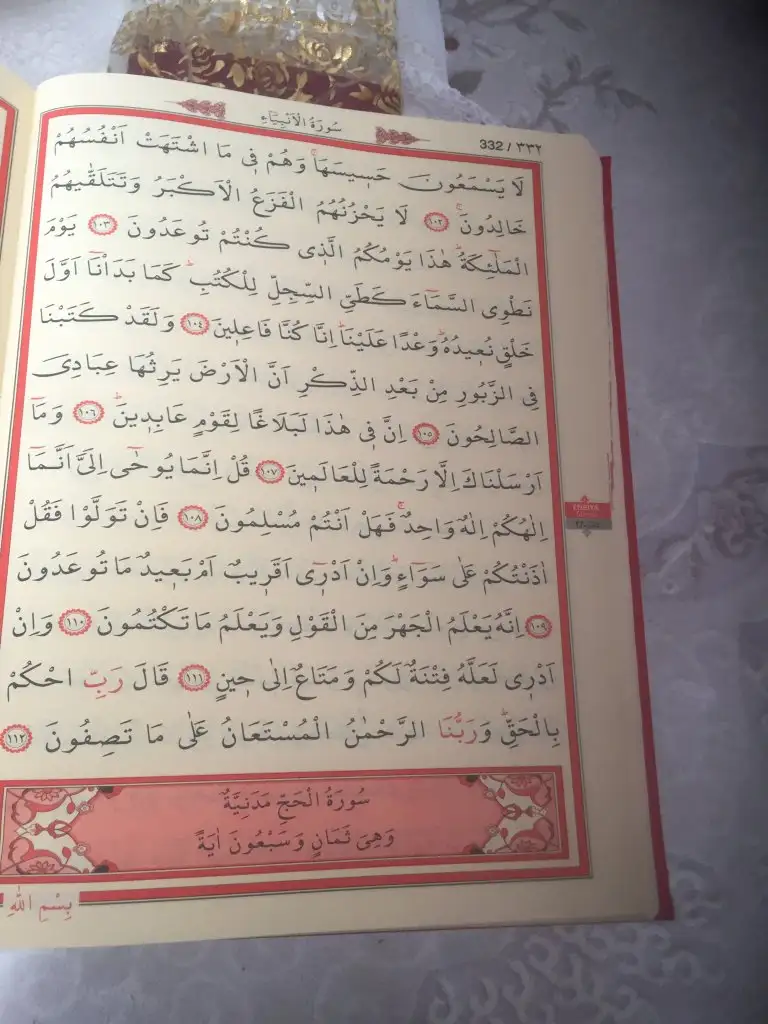 سُورَةُ الْاَنْبِيَاءِ
332 / ٣٣٢
لَا يَسْمَعُونَ حَسٖيسَهَاۚ وَهُمْ فٖى مَا اشْتَهَتْ اَنْفُسُهُمْ
خَالِدُونَۚ ﴿١٠٢﴾ لَا يَحْزُنُهُمُ الْفَزَعُ الْاَكْبَرُ وَتَتَلَقّٰيهُمُ
الْمَلٰٓئِكَةُؕ هٰذَا يَوْمُكُمُ الَّذٖى كُنْتُمْ تُوعَدُونَ ﴿١٠٣﴾ يَوْمَ
نَطْوِى السَّمَٓاءَ كَطَىِّ السِّجِلِّ لِلْكُتُبِؕ كَمَا بَدَاْنَٓا اَوَّلَ
خَلْقٍ نُعٖيدُهُؕ وَعْدًا عَلَيْنَاؕ اِنَّا كُنَّا فَاعِلٖينَ ﴿١٠٤﴾ وَلَقَدْ كَتَبْنَا
فِى الزَّبُورِ مِنْ بَعْدِ الذِّكْرِ اَنَّ الْاَرْضَ يَرِثُهَا عِبَادِىَ
الصَّالِحُونَ ﴿١٠٥﴾ اِنَّ فٖى هٰذَا لَبَلَاغًا لِقَوْمٍ عَابِدٖينَؕ ﴿١٠٦﴾ وَمَٓا
اَرْسَلْنَاكَ اِلَّا رَحْمَةً لِلْعَالَمٖينَ ﴿١٠٧﴾ قُلْ اِنَّمَا يُوحٰٓى اِلَىَّ اَنَّمَٓا
اِلٰهُكُمْ اِلٰهٌ وَاحِدٌۚ فَهَلْ اَنْتُمْ مُسْلِمُونَ ﴿١٠٨﴾ فَاِنْ تَوَلَّوْا فَقُلْ
اٰذَنْتُكُمْ عَلٰى سَوَٓاءٍؕ وَاِنْ اَدْرٖٓى اَقَرٖيبٌ اَمْ بَعٖيدٌ مَا تُوعَدُونَ
﴿١٠٩﴾ اِنَّهُ يَعْلَمُ الْجَهْرَ مِنَ الْقَوْلِ وَيَعْلَمُ مَا تَكْتُمُونَ ﴿١١٠﴾ وَاِنْ
اَدْرٖى لَعَلَّهُ فِتْنَةٌ لَكُمْ وَمَتَاعٌ اِلٰى حٖينٍ ﴿١١١﴾ قَالَ رَبِّ احْكُمْ
بِالْحَقِّؕ وَرَبُّنَا الرَّحْمٰنُ الْمُسْتَعَانُ عَلٰى مَا تَصِفُونَ ﴿١١٢﴾
سُورَةُ الْحَجِّ مَدَنِيَّةٌ
وَهِىَ ثَمَانٍ وَسَبْعُونَ اٰيَةً
بِسْمِ اللّٰهِ
ENBIYA